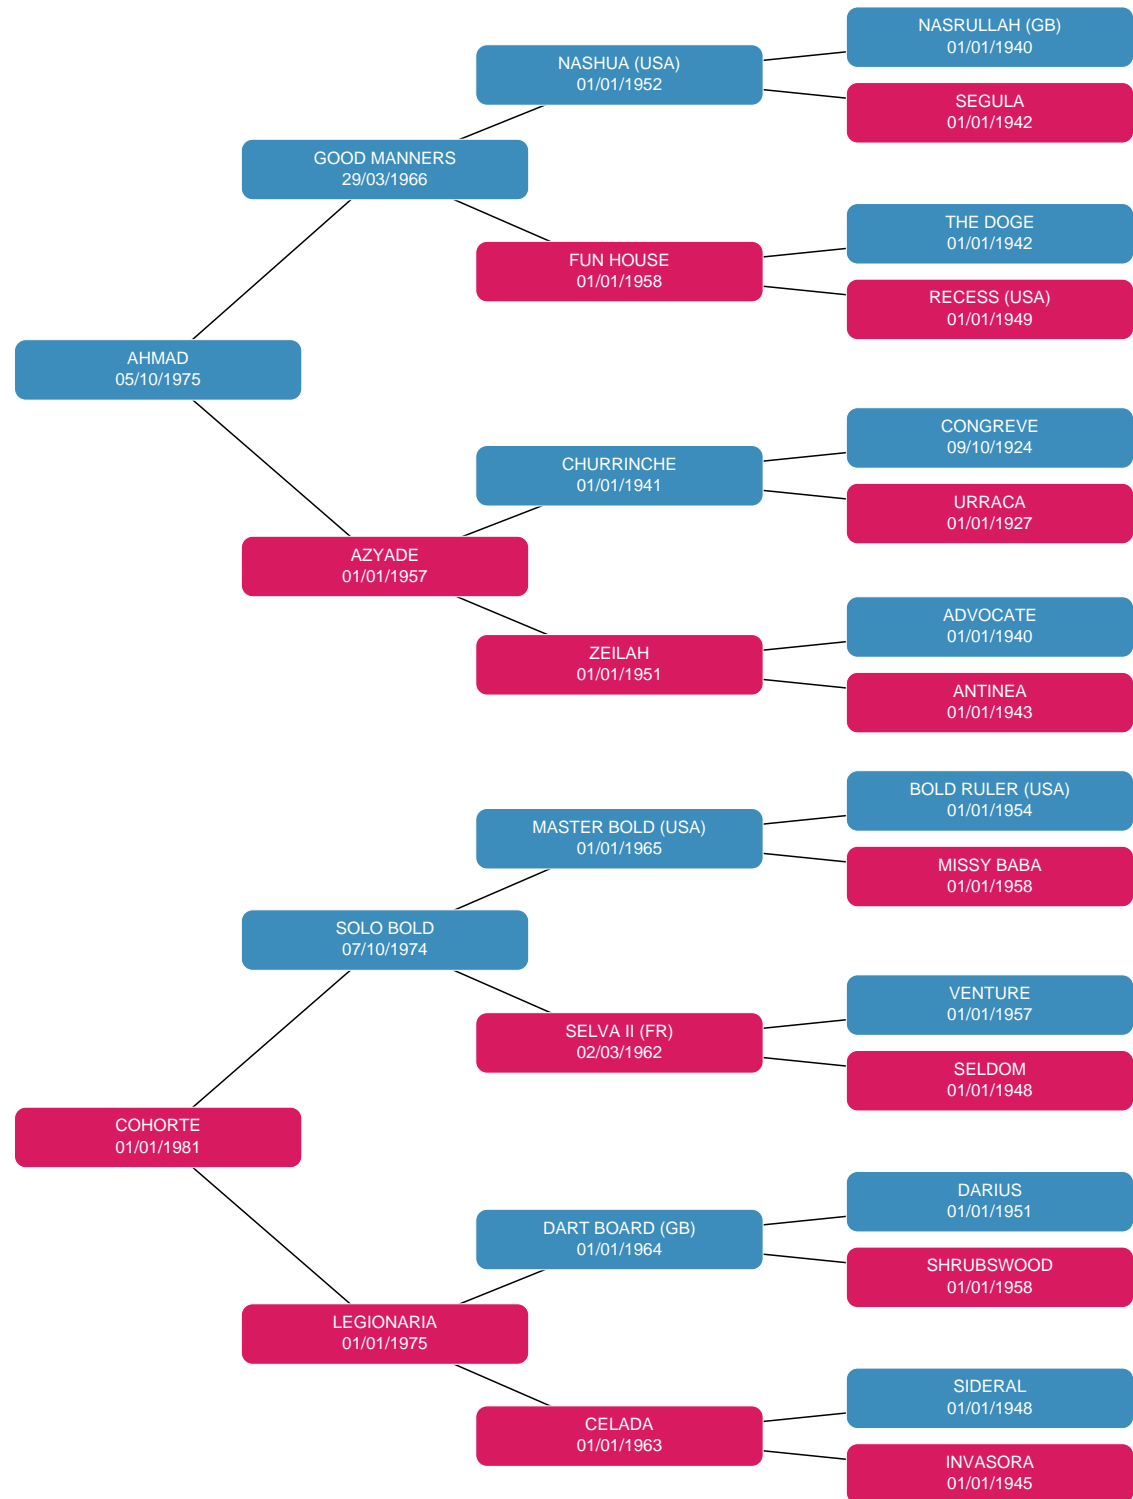 NASRULLAH (GB)
01/01/1940
NASHUA (USA)
01/01/1952
SEGULA
01/01/1942
GOOD MANNERS
29/03/1966
THE DOGE
01/01/1942
FUN HOUSE
01/01/1958
RECESS (USA)
01/01/1949
AHMAD
05/10/1975
CONGREVE
09/10/1924
CHURRINCHE
01/01/1941
URRACA
01/01/1927
AZYADE
01/01/1957
ADVOCATE
01/01/1940
ZEILAH
01/01/1951
ANTINEA
01/01/1943
BOLD RULER (USA)
01/01/1954
MASTER BOLD (USA)
01/01/1965
MISSY BABA
01/01/1958
SOLO BOLD
07/10/1974
VENTURE
01/01/1957
SELVA II (FR)
02/03/1962
SELDOM
01/01/1948
COHORTE
01/01/1981
DARIUS
01/01/1951
DART BOARD (GB)
01/01/1964
SHRUBSWOOD
01/01/1958
LEGIONARIA
01/01/1975
SIDERAL
01/01/1948
CELADA
01/01/1963
INVASORA
01/01/1945